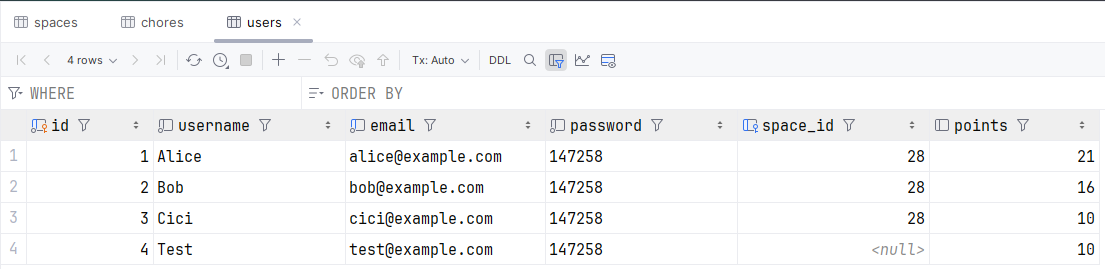 spaces chores users
4 rows Tx: Auto DDL
WHERE ORDER BY
id username email password space_id points
1 1 Alice alice@example.com 147258 28 21
2 2 Bob bob@example.com 147258 28 16
3 3 Cici cici@example.com 147258 28 10
4 4 Test test@example.com 147258 <null> 10